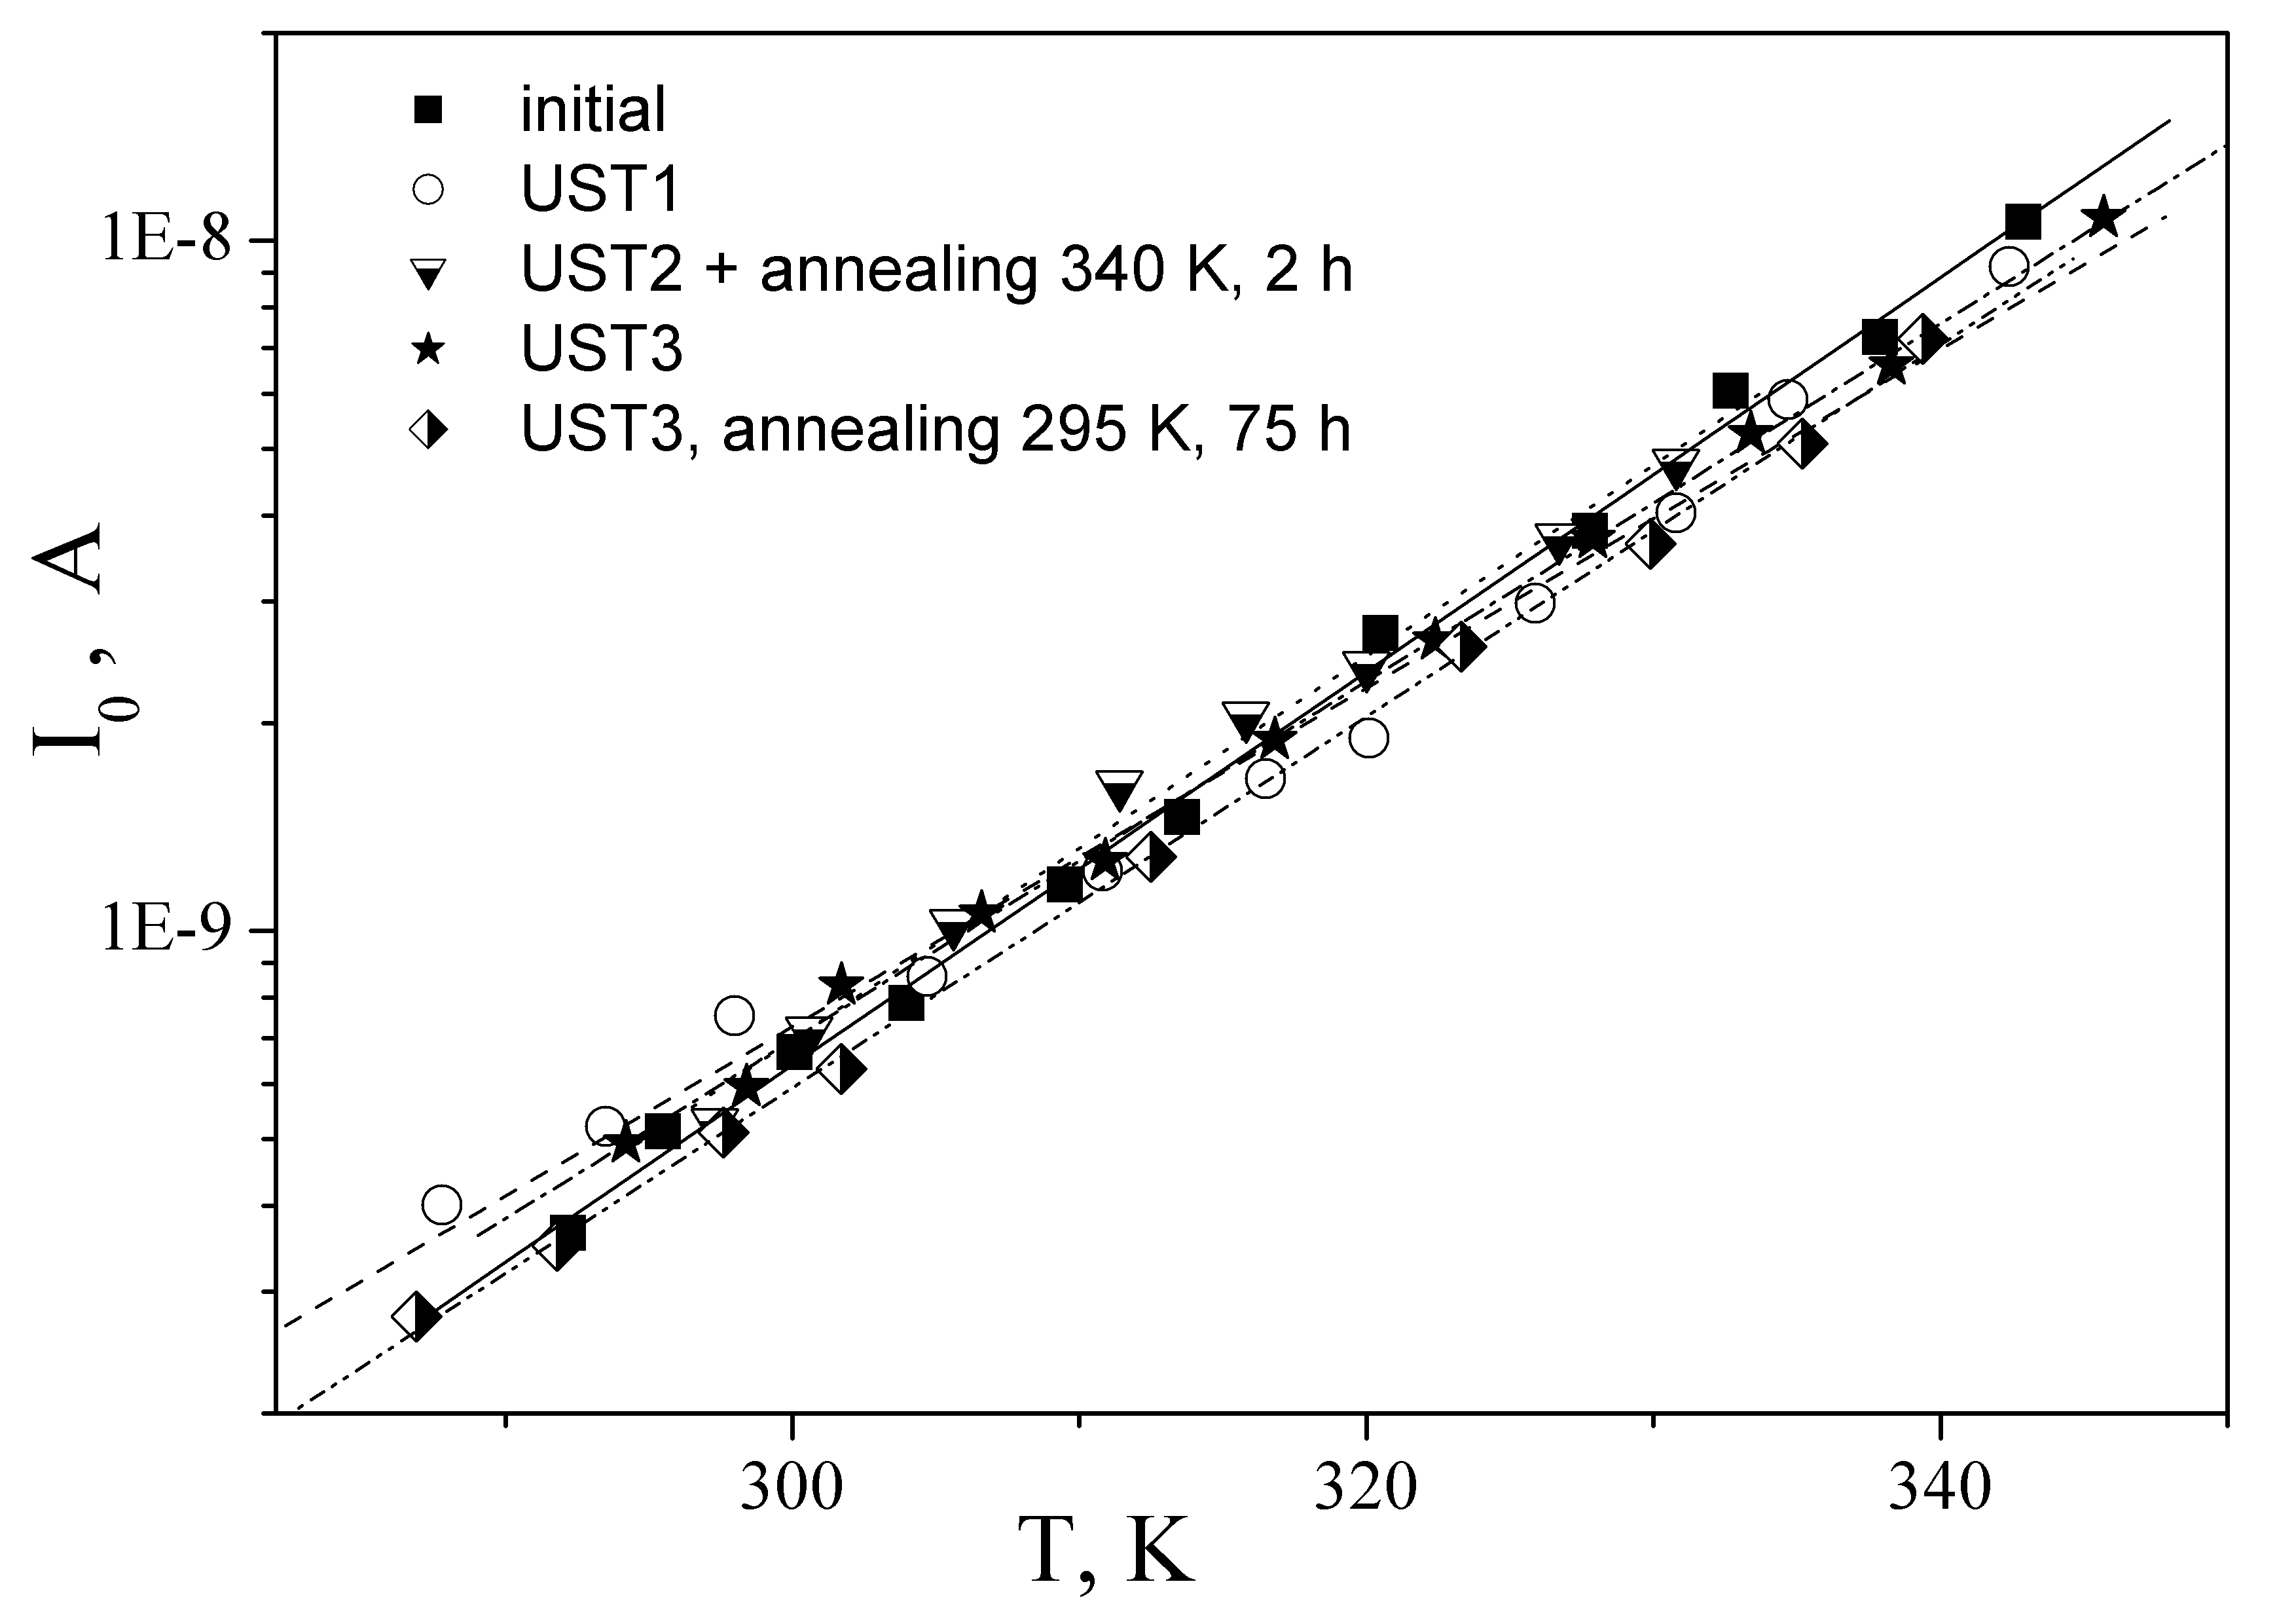 initial
UST1
UST2 + annealing 340 K, 2 h
UST3
UST3, annealing 295 K, 75 h
1E-8
1E-9
I0, A
300
320
340
T, K